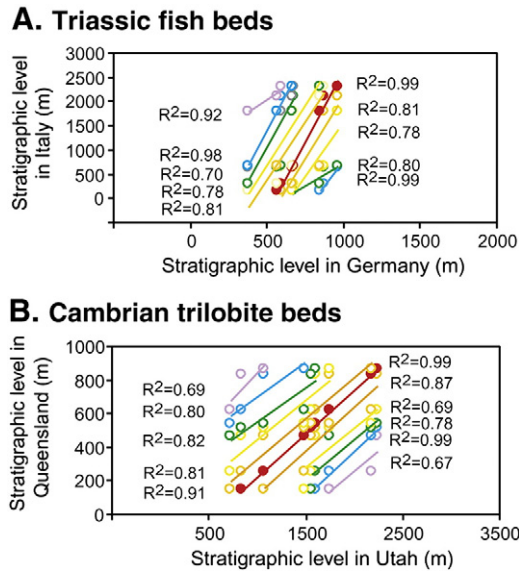 A. Triassic fish beds
Stratigraphic level
in Italy (m)
3000
2500
2000
1500
1000
500
0
R2=0.92
R2=0.98
R2=0.70
R2=0.78
R2=0.81
R2=0.99
R2=0.81
R2=0.78
R2=0.80
R2=0.99
0
500
1000
1500
2000
Stratigraphic level in Germany (m)
B. Cambrian trilobite beds
Stratigraphic level in
Queensland (m)
1000
800
600
400
200
0
R2=0.69
R2=0.80
R2=0.82
R2=0.81
R2=0.91
R2=0.99
R2=0.87
R2=0.69
R2=0.78
R2=0.99
R2=0.67
500
1500
2500
3500
Stratigraphic level in Utah (m)